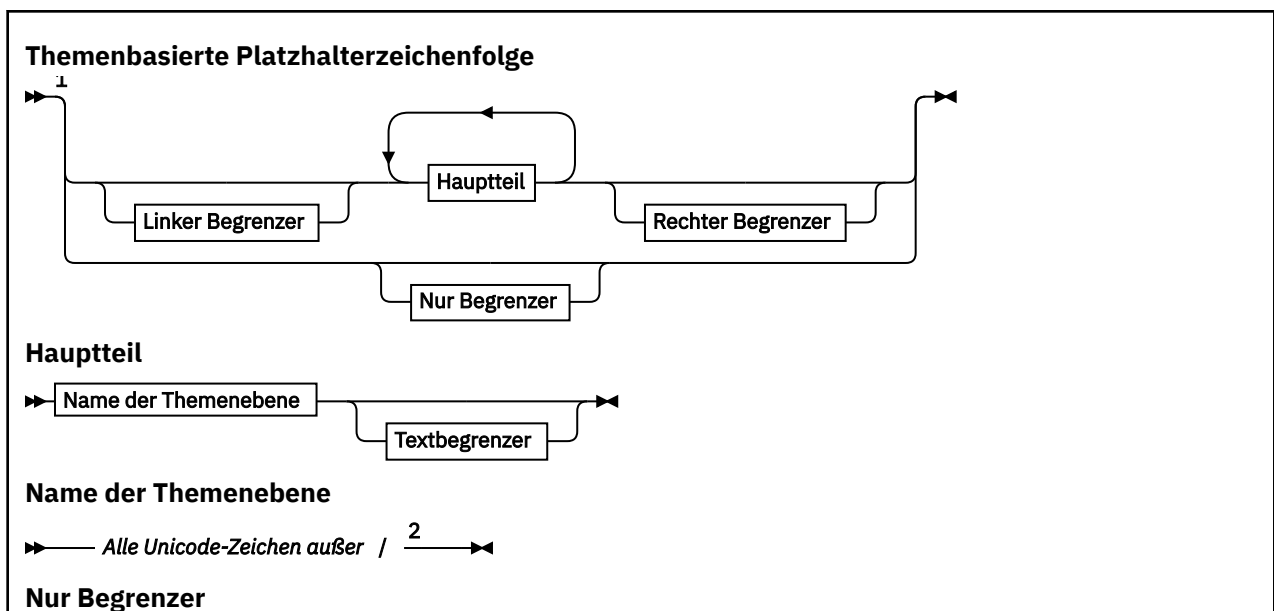 Themenbasierte Platzhalterzeichenfolge
1
Hauptteil
Linker Begrenzer
Rechter Begrenzer
Nur Begrenzer
Hauptteil
Name der Themenebene
Textbegrenzer
Name der Themenebene
Alle Unicode-Zeichen außer / 2
Nur Begrenzer